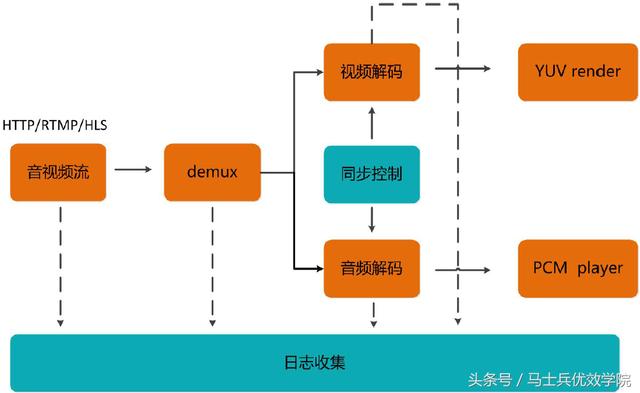 视频解码
YUV render
HTTP/RTMP/HLS
音视频流
demux
同步控制
音频解码
PCM player
日志收集
头条号 / 马士兵优效学院